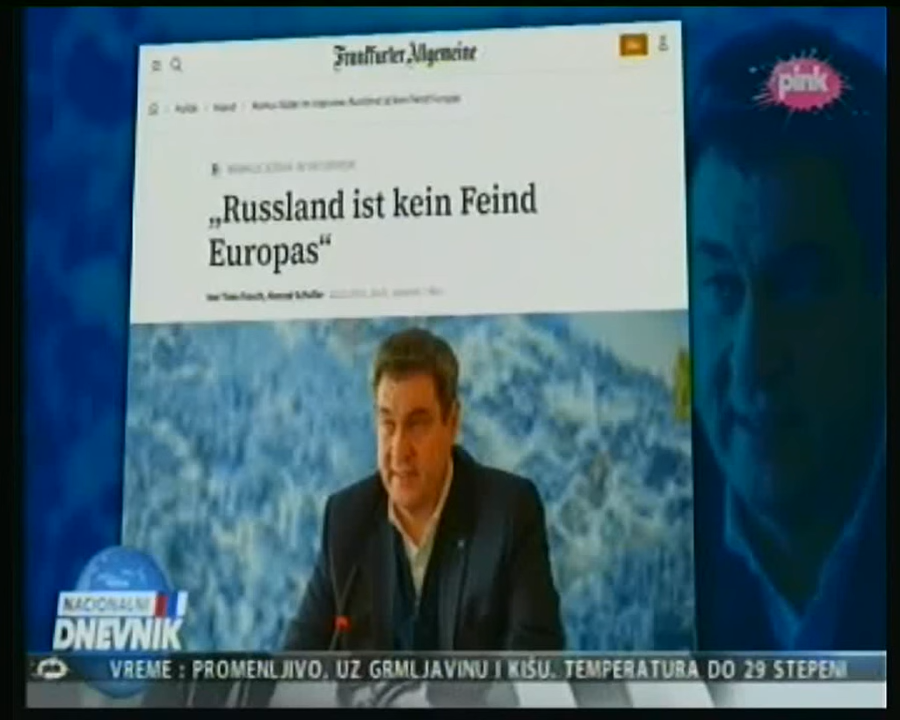 Frankfurter Allgemeine
pink
„Russland ist kein Feind
Europas“
NACIONALNI
DNEVNIK
VREME : PROMENLJIVO, UZ GRMLJAVINU I KIŠU. TEMPERATURA DO 29 STEPENI